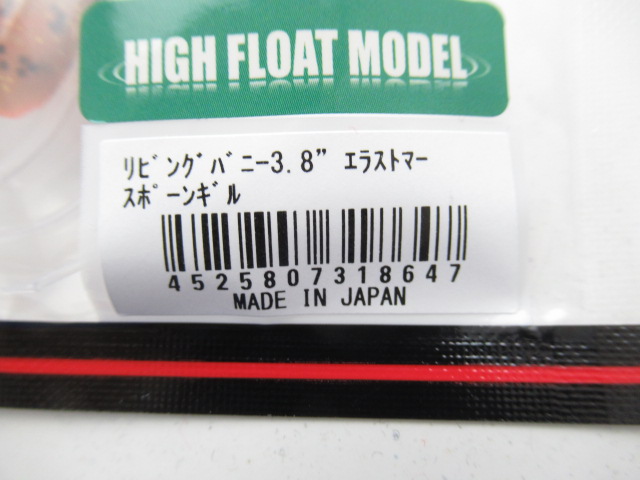 HIGH FLOAT MODEL
ﾘﾋﾞﾝｸﾞﾊﾞﾆｰ3.8” ｴﾗｽﾄﾏｰ
ｽﾎﾟｰﾝｷﾞﾙ
4525807318647
MADE IN JAPAN